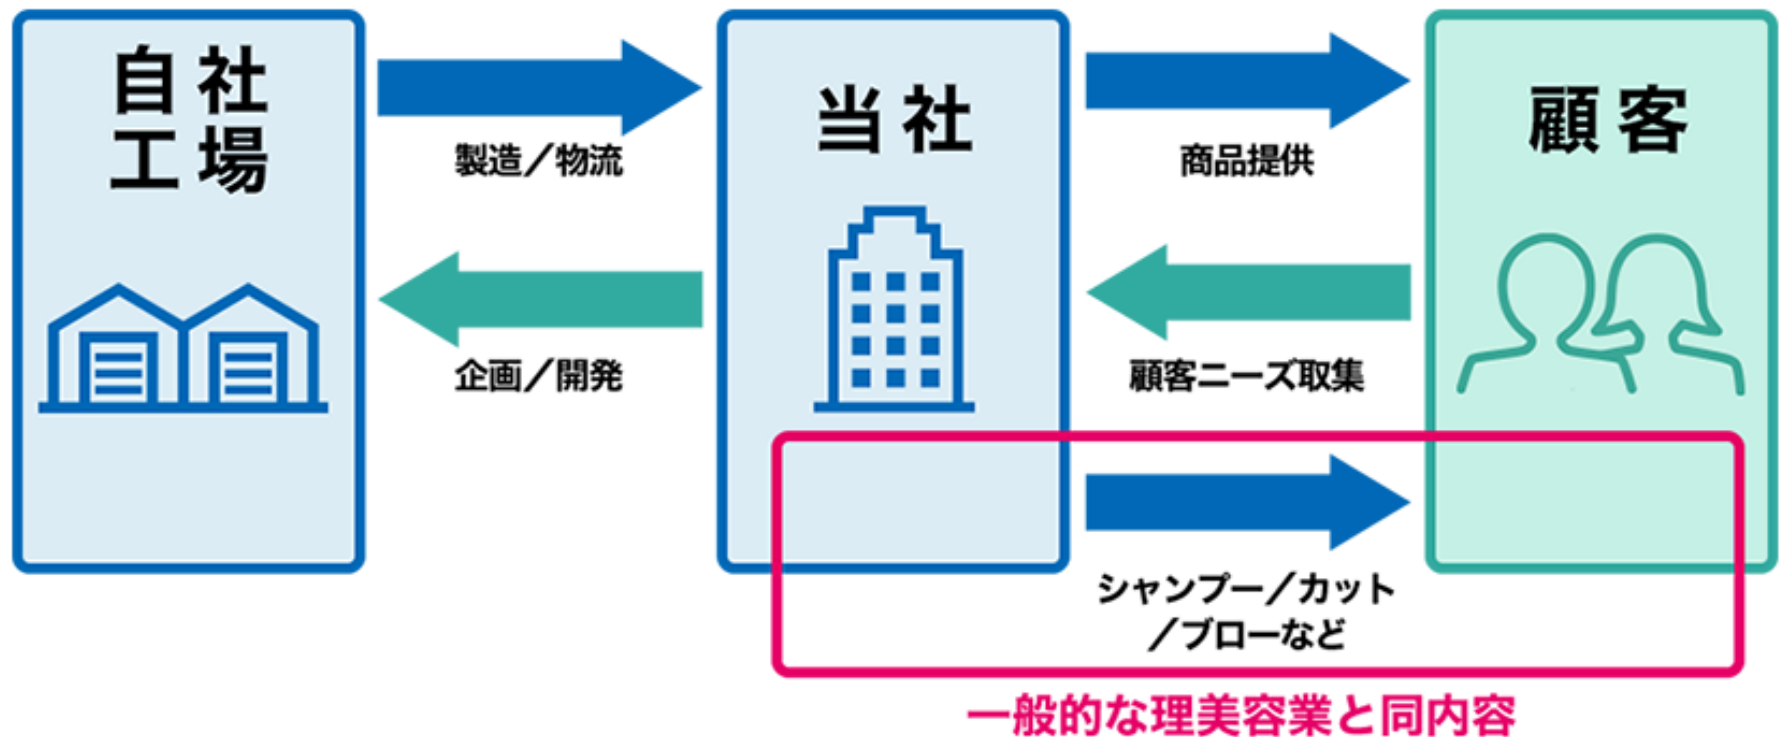 自社
工場
製造／物流
企画／開発
当社
商品提供
顧客ニーズ取集
顧客
シャンプー／カット
／ブローなど
一般的な理美容業と同内容